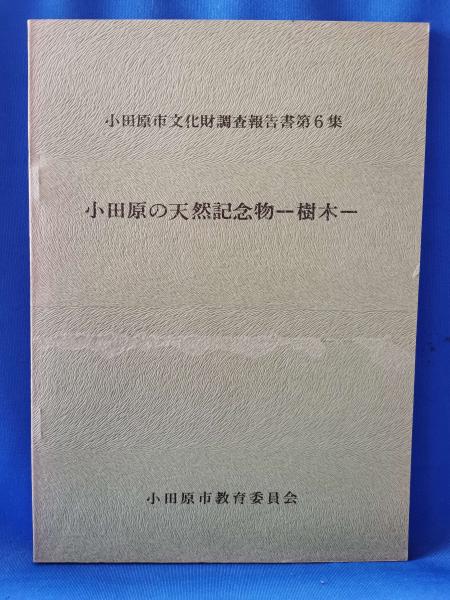 小田原市文化財調査報告書第6集
小田原の天然記念物ー樹木ー
小田原市教育委員会